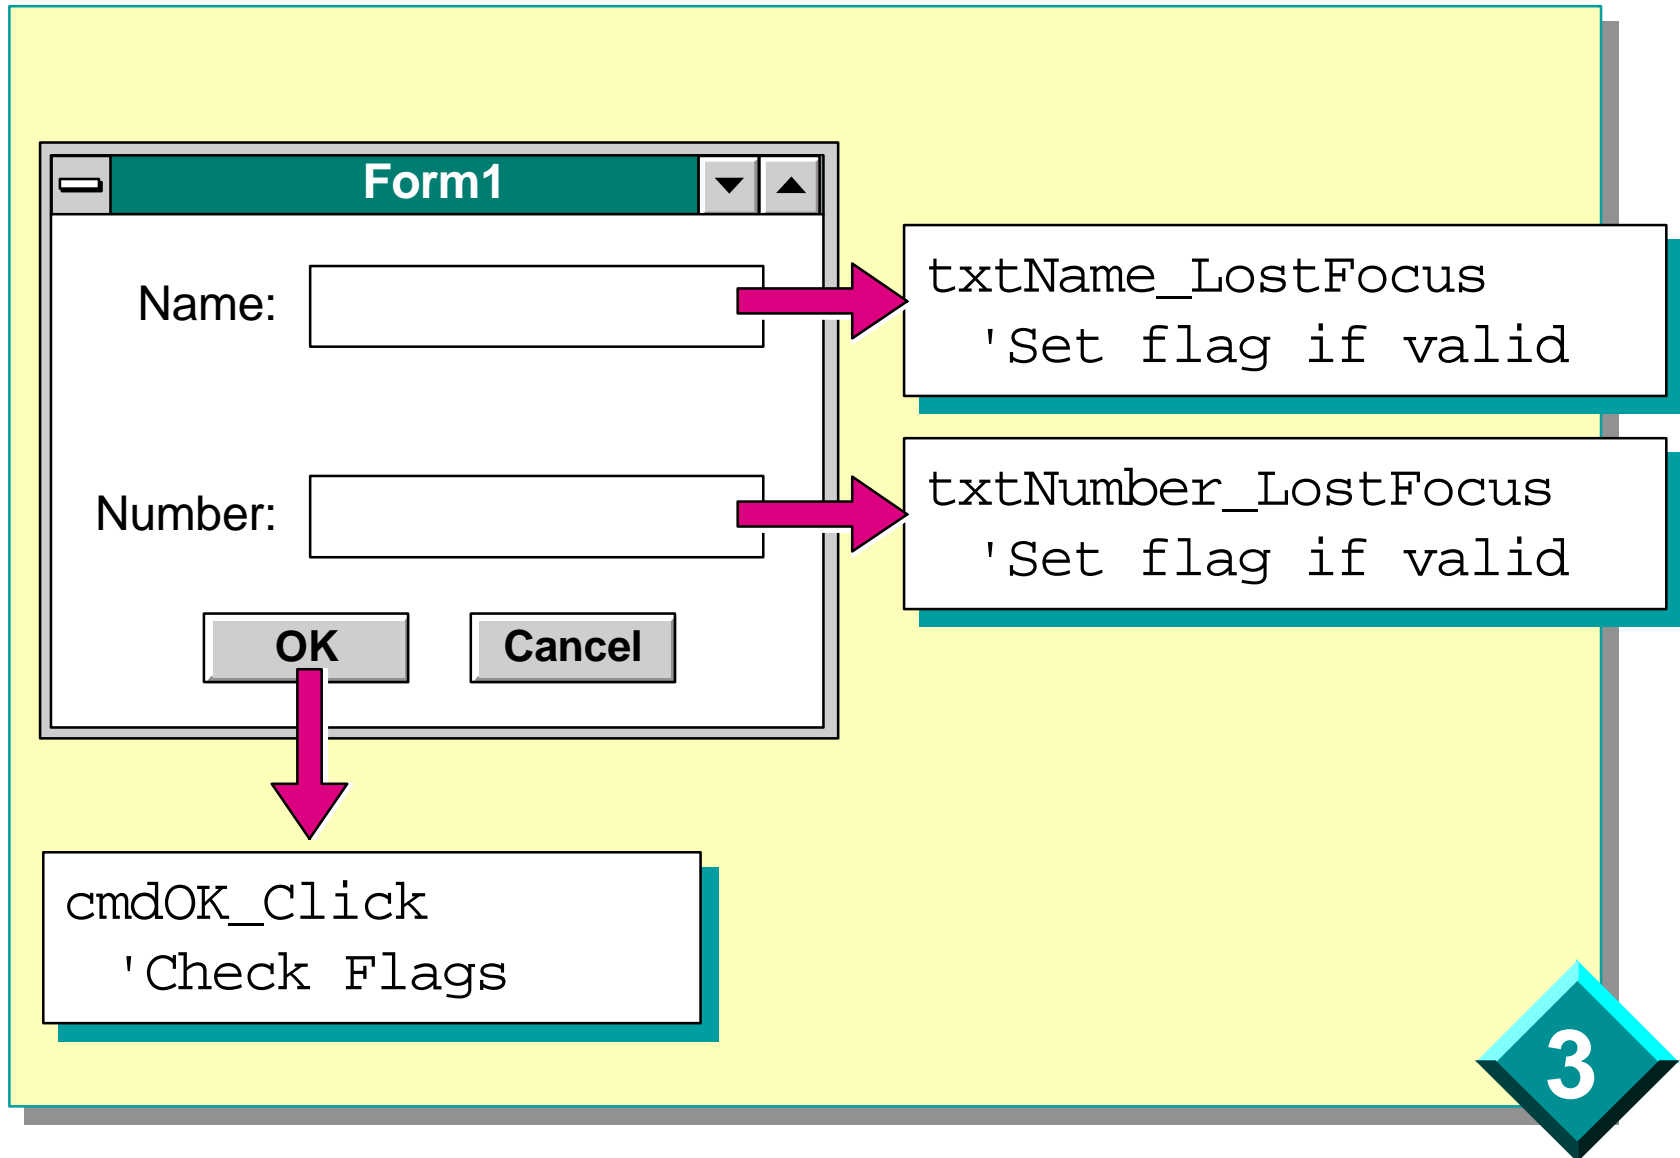 Form1
Name:
txtName_LostFocus
'Set flag if valid
Number:
txtNumber_LostFocus
'Set flag if valid
OK
Cancel
cmdOK_Click
'Check Flags
3